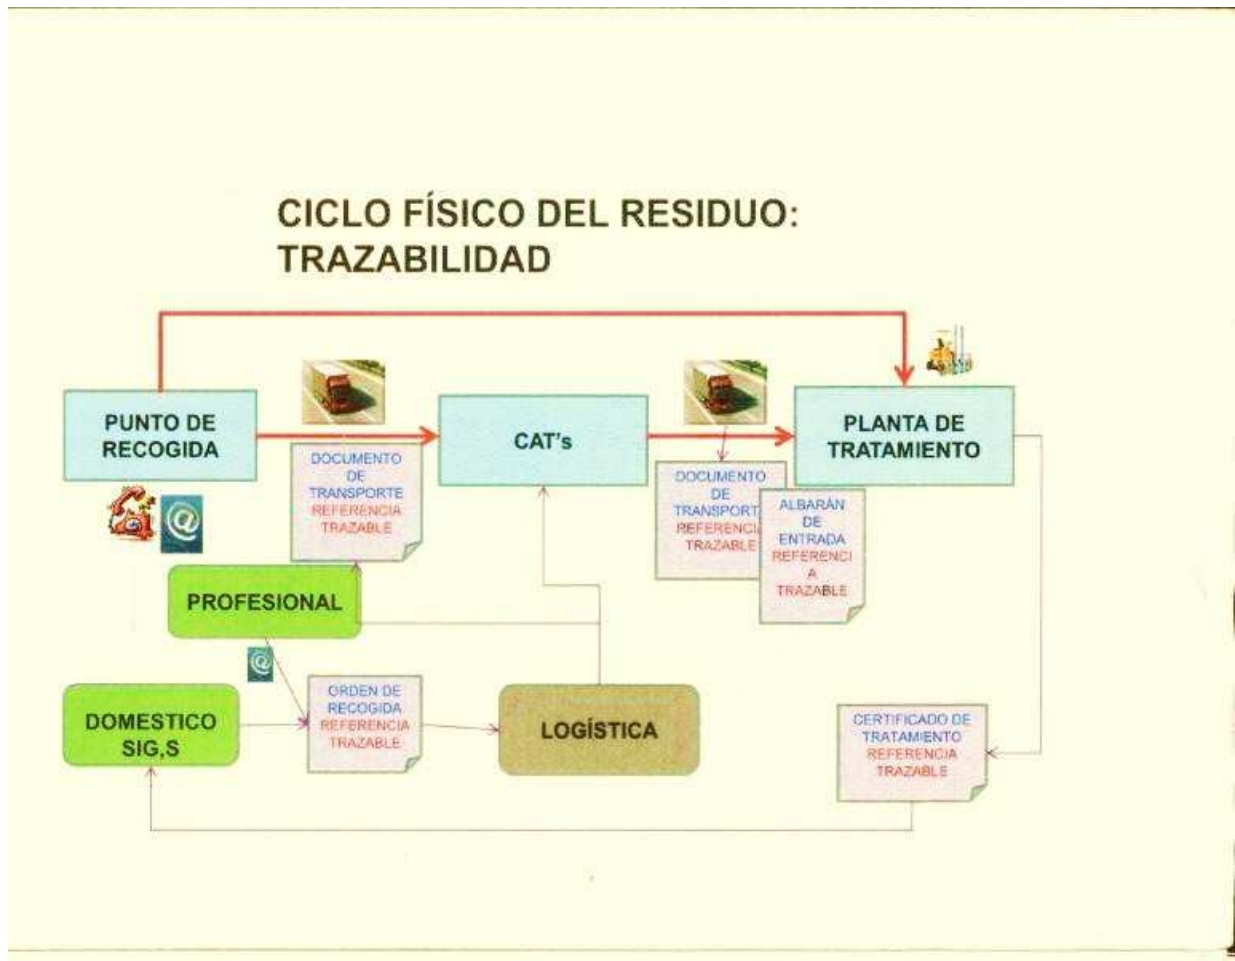 CICLO FÍSICO DEL RESIDUO:
TRAZABILIDAD
PUNTO DE
RECOGIDA
CAT's
PLANTA DE
TRATAMIENTO
DOCUMENTO
DE
TRANSPORTE
REFERENCIA
TRAZABLE
DOCUMENTO
DE
TRANSPORT
REFERENCI
TRAZABLE
ALBARÁN
DE
ENTRADA
REFERENCI
A
TRAZABLE
@
PROFESIONAL
@
DOMESTICO
SIG,S
ORDEN DE
RECOGIDA
REFERENCIA
TRAZABLE
LOGÍSTICA
CERTIFICADO DE
TRATAMIENTO
REFERENCIA
TRAZABLE